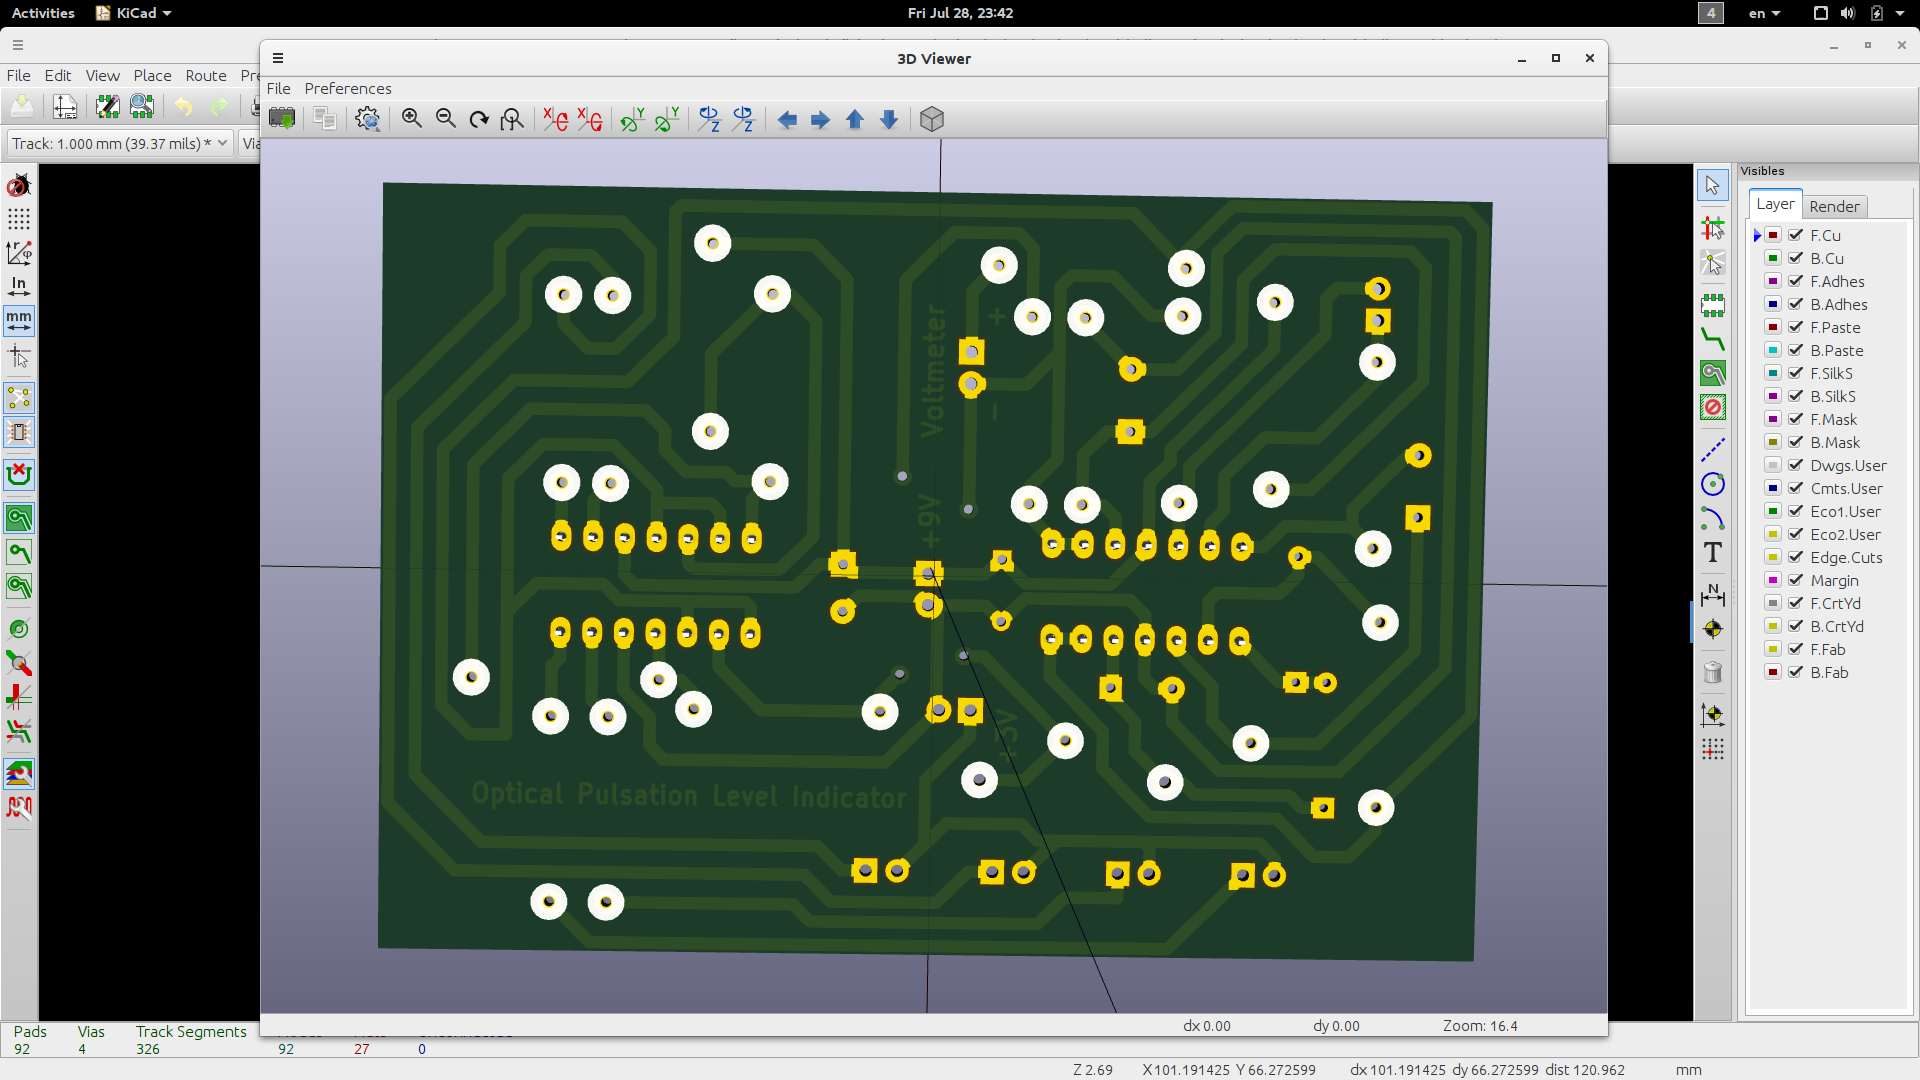 Activities KiCad Fri Jul 28, 23:42 4 en
3D Viewer
File Edit View Place Route Pre
File Preferences
Track: 1.000 mm (39.37 mils) * Via
X X Y Y Z Z
In
mm
Voltmeter
+
−
+9V
+5V
Optical Pulsation Level Indicator
T
N
Visibles
Layer Render
F.Cu
B.Cu
F.Adhes
B.Adhes
F.Paste
B.Paste
F.SilkS
B.SilkS
F.Mask
B.Mask
Dwgs.User
Cmts.User
Eco1.User
Eco2.User
Edge.Cuts
Margin
F.CrtYd
B.CrtYd
F.Fab
B.Fab
dx 0.00 dy 0.00 Zoom: 16.4
Pads Vias Track Segments
92 4 326 92 27 0
Z 2.69 X 101.191425 Y 66.272599 dx 101.191425 dy 66.272599 dist 120.962 mm